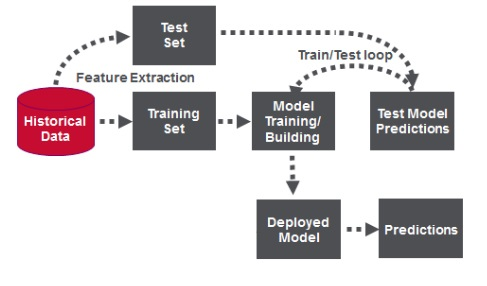 Test
Set
Train/Test loop
Feature Extraction
Historical
Data
Training
Set
Model
Training/
Building
Test Model
Predictions
Deployed
Model
Predictions